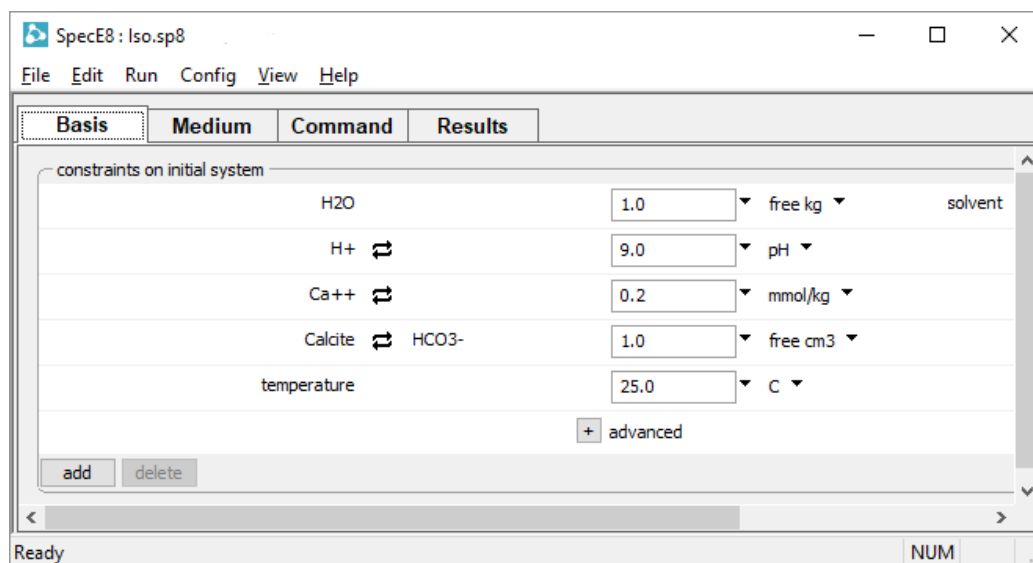 SpecE8 : Iso.sp8
File Edit Run Config View Help
Basis Medium Command Results
constraints on initial system
H2O 1.0 free kg solvent
H+ 9.0 pH
Ca++ 0.2 mmol/kg
Calcite HCO3- 1.0 free cm3
temperature 25.0 C
+ advanced
add delete
Ready NUM